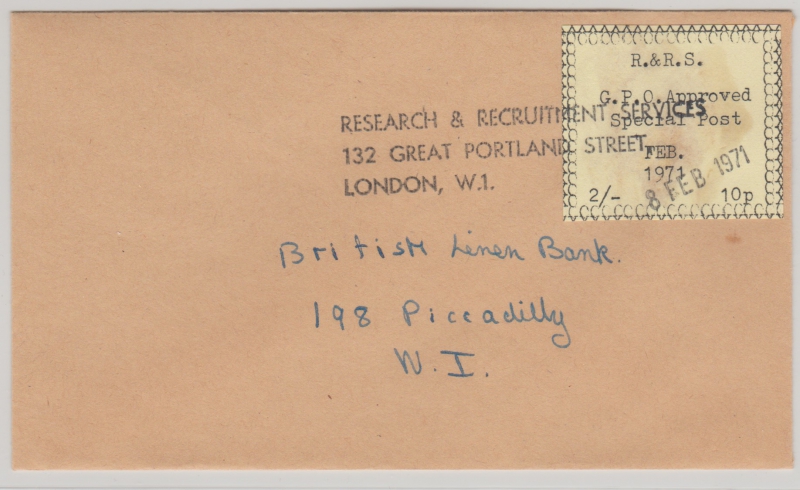 R.&R.S.
G.P.O.Approved
Special Post
FEB.
1971
2/- 10p
8 FEB 1971
RESEARCH & RECRUITMENT SERVICES
132 GREAT PORTLAND STREET,
LONDON, W.1.
British Linen Bank.
198 Piccadilly
W.I.